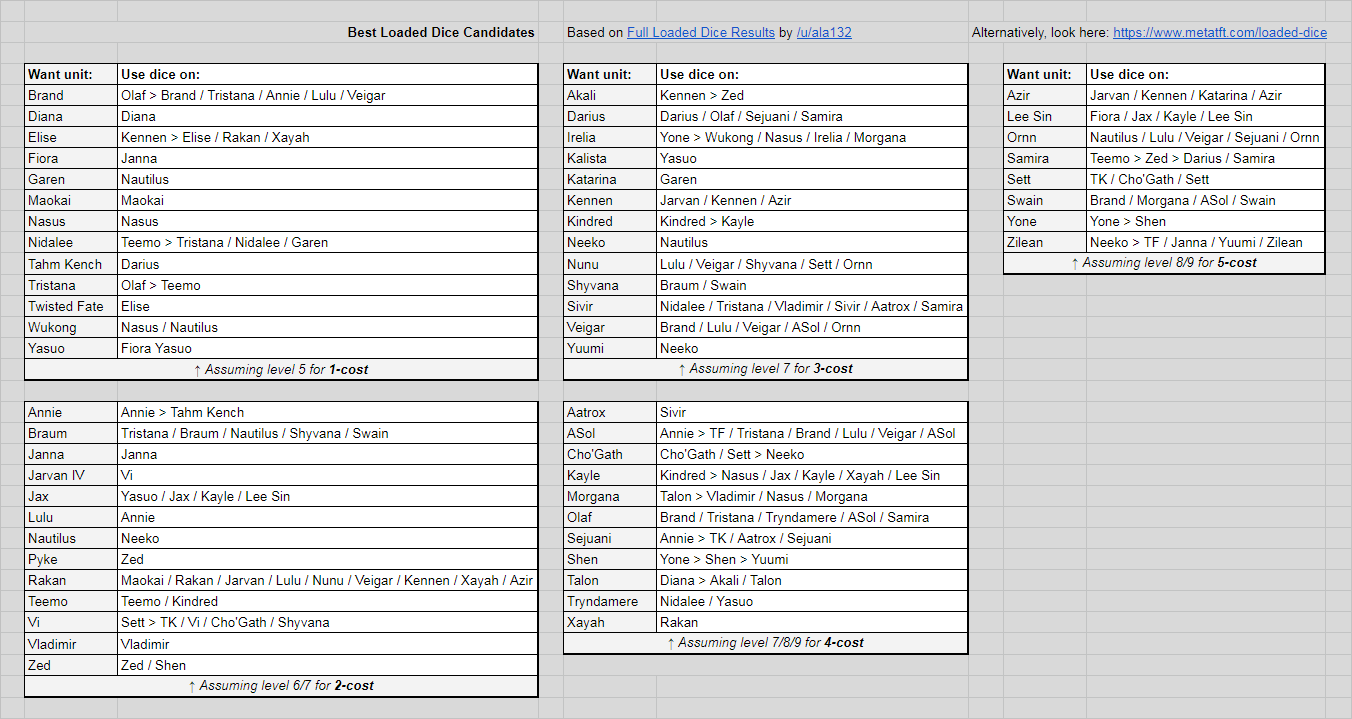 Best Loaded Dice Candidates
Based on Full Loaded Dice Results by /u/ala132
Alternatively, look here: https://www.metatft.com/loaded-dice
Want unit: Use dice on:
Brand Olaf > Brand / Tristana / Annie / Lulu / Veigar
Diana Diana
Elise Kennen > Elise / Rakan / Xayah
Fiora Janna
Garen Nautilus
Maokai Maokai
Nasus Nasus
Nidalee Teemo > Tristana / Nidalee / Garen
Tahm Kench Darius
Tristana Olaf > Teemo
Twisted Fate Elise
Wukong Nasus / Nautilus
Yasuo Fiora Yasuo
↑ Assuming level 5 for 1-cost
Annie Annie > Tahm Kench
Braum Tristana / Braum / Nautilus / Shyvana / Swain
Janna Janna
Jarvan IV Vi
Jax Yasuo / Jax / Kayle / Lee Sin
Lulu Annie
Nautilus Neeko
Pyke Zed
Rakan Maokai / Rakan / Jarvan / Lulu / Nunu / Veigar / Kennen / Xayah / Azir
Teemo Teemo / Kindred
Vi Sett > TK / Vi / Cho'Gath / Shyvana
Vladimir Vladimir
Zed Zed / Shen
↑ Assuming level 6/7 for 2-cost
Want unit: Use dice on:
Akali Kennen > Zed
Darius Darius / Olaf / Sejuani / Samira
Irelia Yone > Wukong / Nasus / Irelia / Morgana
Kalista Yasuo
Katarina Garen
Kennen Jarvan / Kennen / Azir
Kindred Kindred > Kayle
Neeko Nautilus
Nunu Lulu / Veigar / Shyvana / Sett / Ornn
Shyvana Braum / Swain
Sivir Nidalee / Tristana / Vladimir / Sivir / Aatrox / Samira
Veigar Brand / Lulu / Veigar / ASol / Ornn
Yuumi Neeko
↑ Assuming level 7 for 3-cost
Aatrox Sivir
ASol Annie > TF / Tristana / Brand / Lulu / Veigar / ASol
Cho'Gath Cho'Gath / Sett > Neeko
Kayle Kindred > Nasus / Jax / Kayle / Xayah / Lee Sin
Morgana Talon > Vladimir / Nasus / Morgana
Olaf Brand / Tristana / Tryndamere / ASol / Samira
Sejuani Annie > TK / Aatrox / Sejuani
Shen Yone > Shen > Yuumi
Talon Diana > Akali / Talon
Tryndamere Nidalee / Yasuo
Xayah Rakan
↑ Assuming level 7/8/9 for 4-cost
Want unit: Use dice on:
Azir Jarvan / Kennen / Katarina / Azir
Lee Sin Fiora / Jax / Kayle / Lee Sin
Ornn Nautilus / Lulu / Veigar / Sejuani / Ornn
Samira Teemo > Zed > Darius / Samira
Sett TK / Cho'Gath / Sett
Swain Brand / Morgana / ASol / Swain
Yone Yone > Shen
Zilean Neeko > TF / Janna / Yuumi / Zilean
↑ Assuming level 8/9 for 5-cost